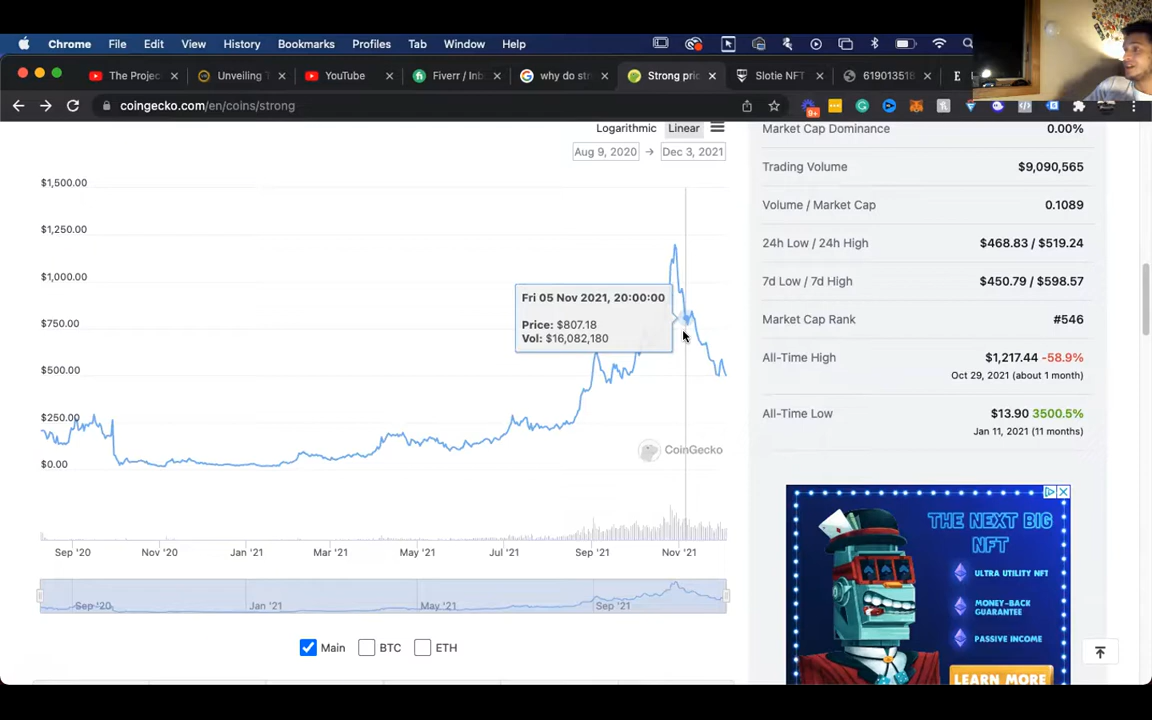 Chrome File Edit View History Bookmarks Profiles Tab Window Help
The Projec YouTube Fiverr / Inb why do str Strong pric Slotie NFT 619013518 E
Unveiling
coingecko.com/en/coins/strong
9+
Logarithmic Linear
Aug 9, 2020 → Dec 3, 2021
$1,500.00
$1,250.00
$1,000.00
$750.00
$500.00
$250.00
$0.00
Fri 05 Nov 2021, 20:00:00
Price: $807.18
Vol: $16,082,180
CoinGecko
Sep '20 Nov '20 Jan '21 Mar '21 May '21 Jul '21 Sep '21 Nov '21
Sep '20 Jan '21 May '21 Sep '21
Main BTC ETH
Market Cap Dominance 0.00%
Trading Volume $9,090,565
Volume / Market Cap 0.1089
24h Low / 24h High $468.83 / $519.24
7d Low / 7d High $450.79 / $598.57
Market Cap Rank #546
All-Time High $1,217.44 -58.9%
Oct 29, 2021 (about 1 month)
All-Time Low $13.90 3500.5%
Jan 11, 2021 (11 months)
THE NEXT BIG
NFT
ULTRA UTILITY NFT
MONEY-BACK
GUARANTEE
PASSIVE INCOME
LEARN MORE